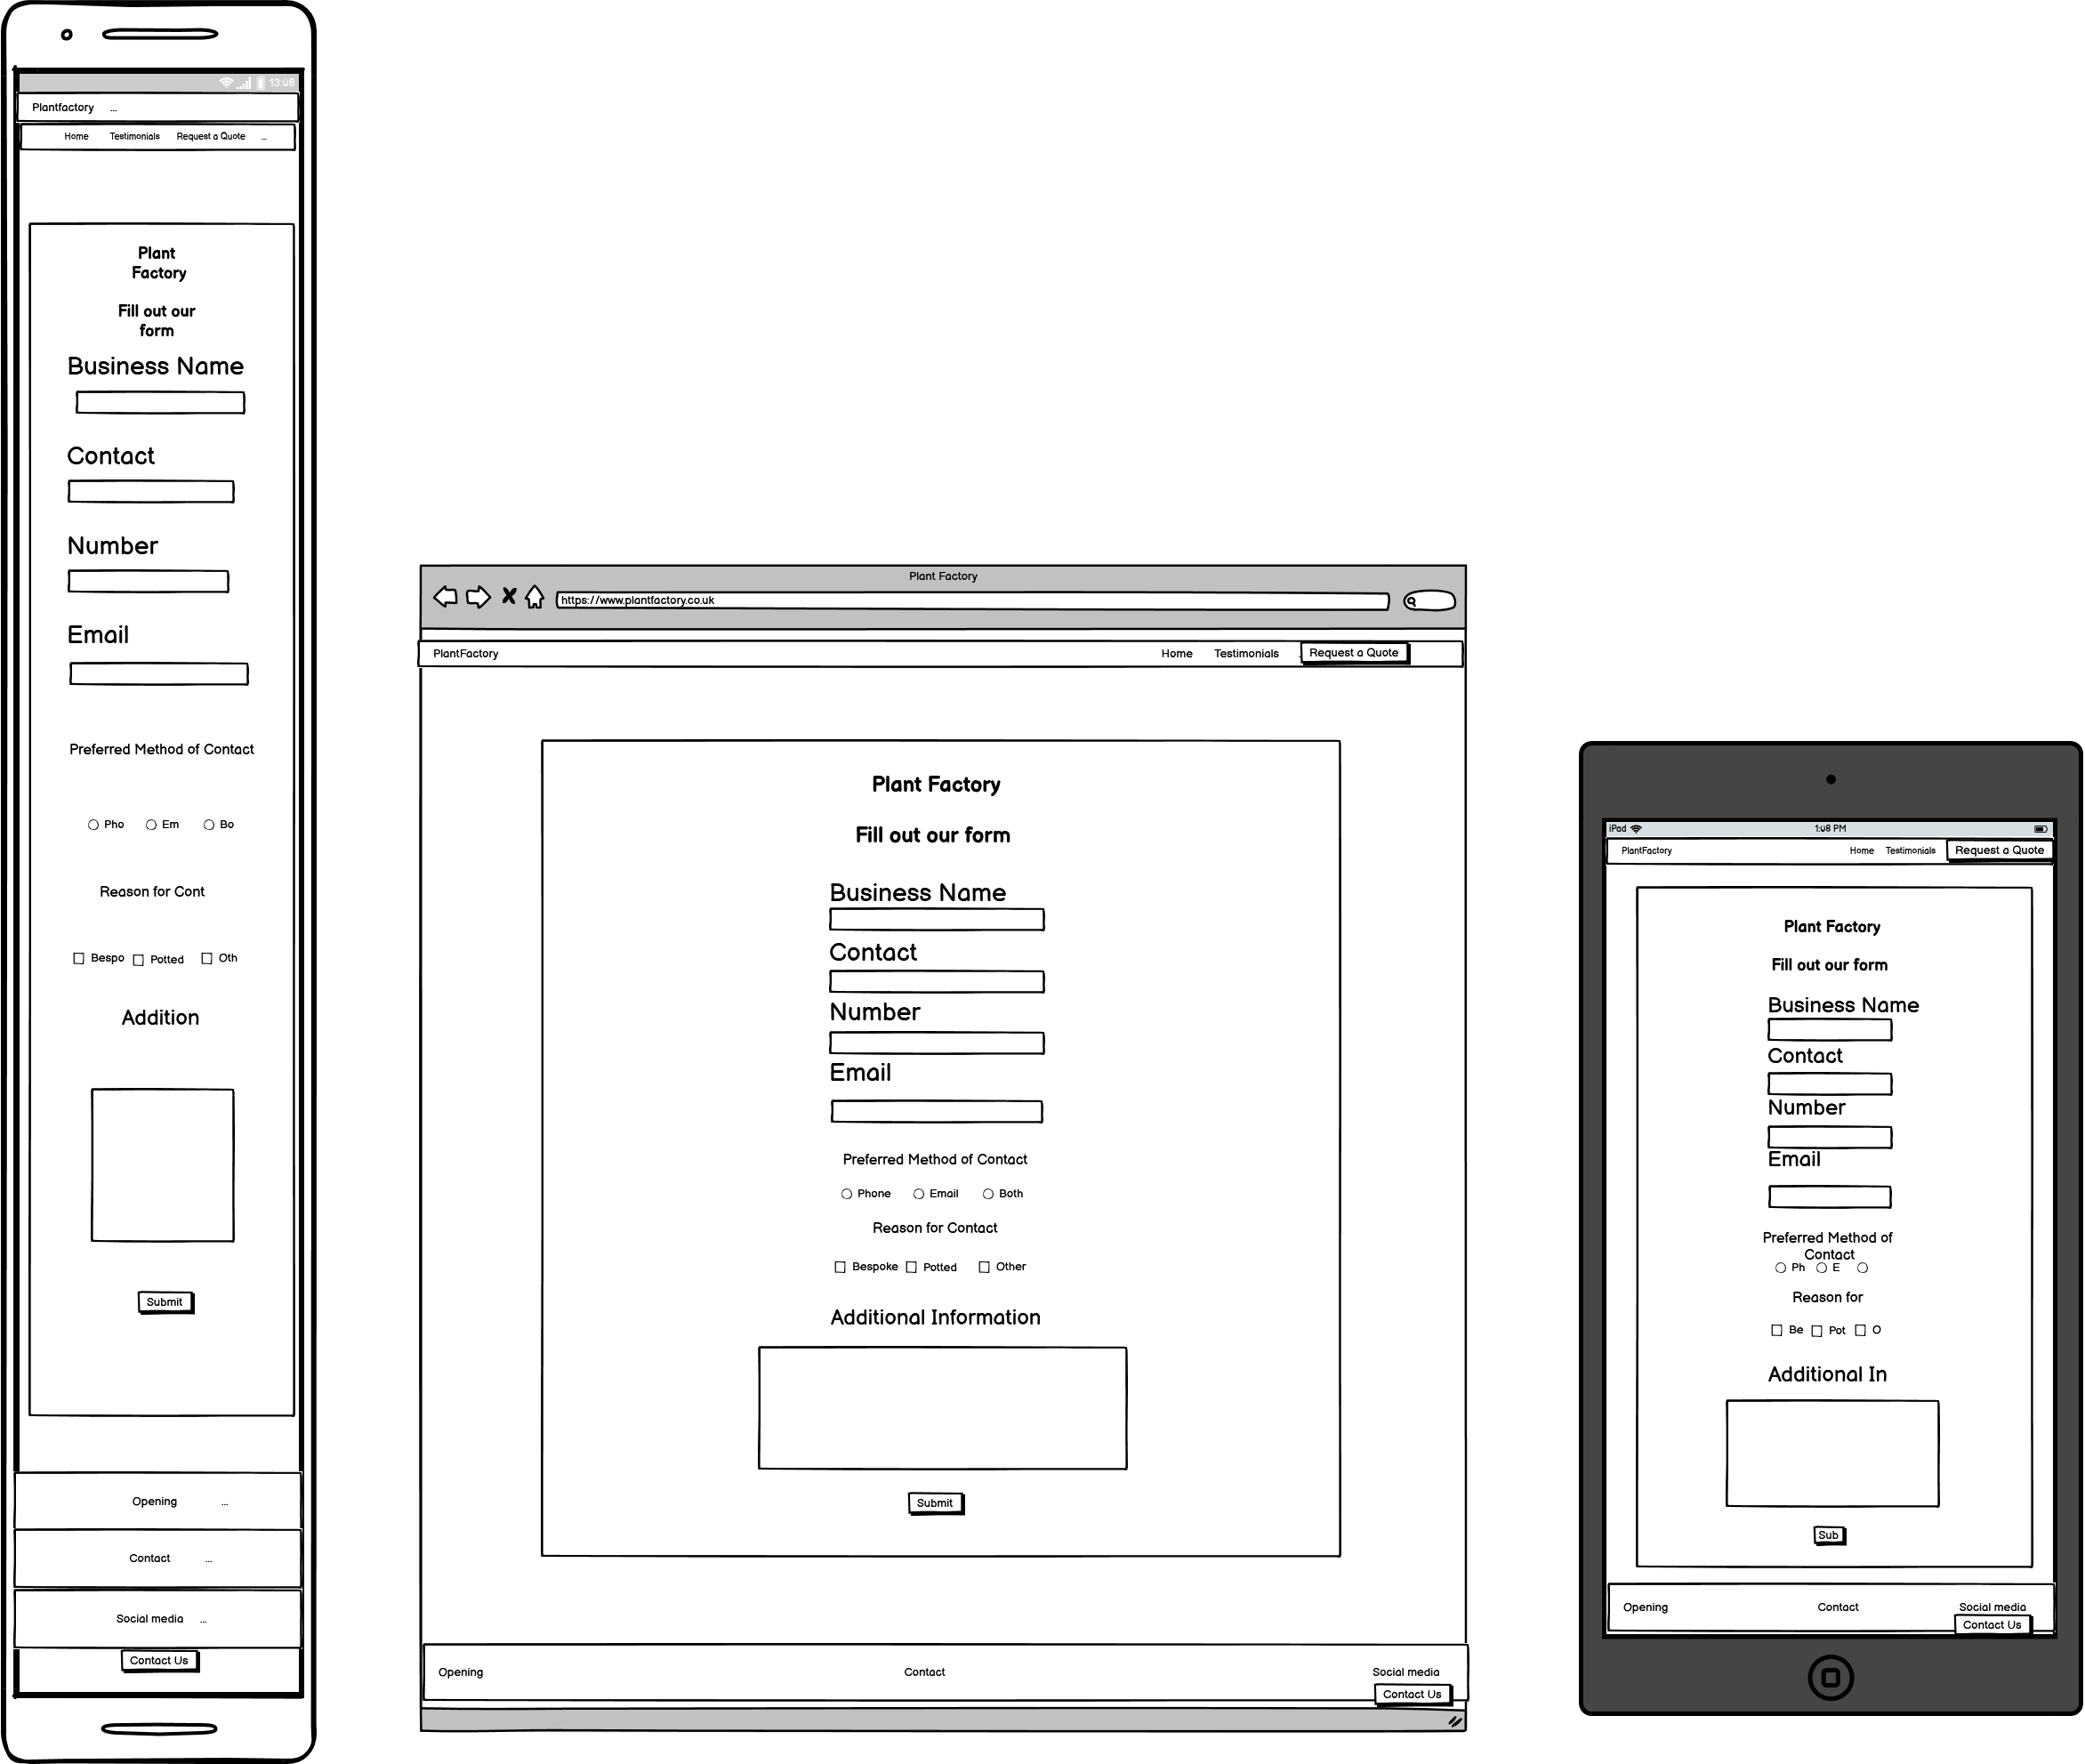 13:08
Plantfactory ...
Home Testimonials Request a Quote ...
Plant
Factory
Fill out our
form
Business Name
Contact
Number
Email
Preferred Method of Contact
Pho Em Bo
Reason for Cont
Bespo Potted Oth
Addition
Submit
Opening ...
Contact ...
Social media ...
Contact Us
Plant Factory
https://www.plantfactory.co.uk
PlantFactory Home Testimonials Request a Quote
Plant Factory
Fill out our form
Business Name
Contact
Number
Email
Preferred Method of Contact
Phone Email Both
Reason for Contact
Bespoke Potted Other
Additional Information
Submit
Opening Contact Social media
Contact Us
iPad 1:08 PM
PlantFactory Home Testimonials Request a Quote
Plant Factory
Fill out our form
Business Name
Contact
Number
Email
Preferred Method of
Contact
Ph E
Reason for
Be Pot O
Additional In
Sub
Opening Contact Social media
Contact Us